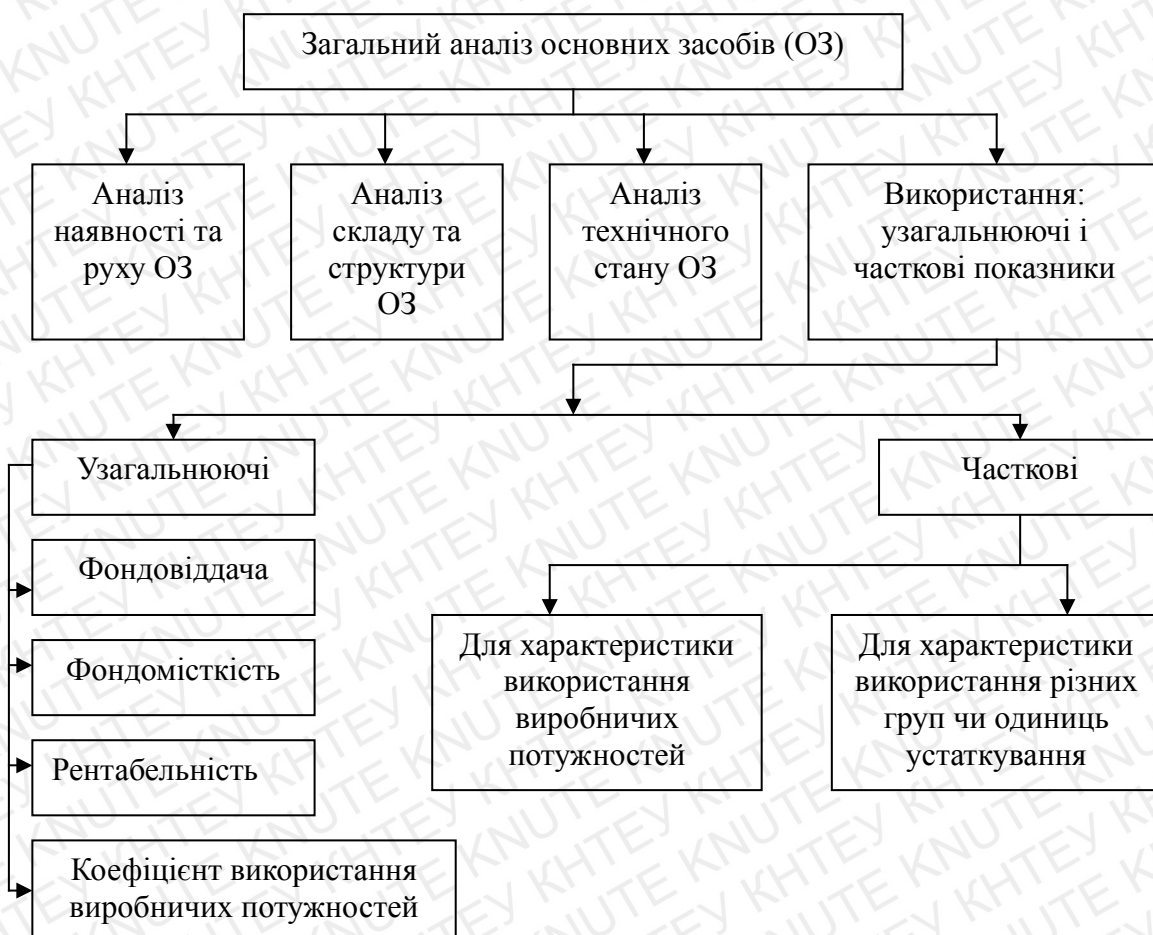 Загальний аналіз основних засобів (ОЗ)
Аналіз
наявності та
руху ОЗ
Аналіз
складу та
структури
ОЗ
Аналіз
технічного
стану ОЗ
Використання:
узагальнюючі і
часткові показники
Узагальнюючі
Часткові
Фондовіддача
Фондомісткість
Рентабельність
Коефіцієнт використання
виробничих потужностей
Для характеристики
використання
виробничих
потужностей
Для характеристики
використання різних
груп чи одиниць
устаткування
KNUTE КНТЕУ